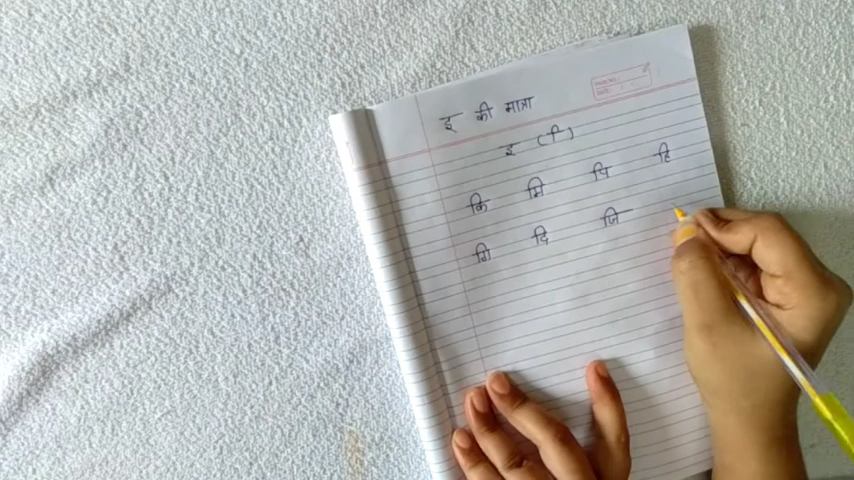 इ की मात्रा
इ (ि)
कि मि पि हि
गि दि जि